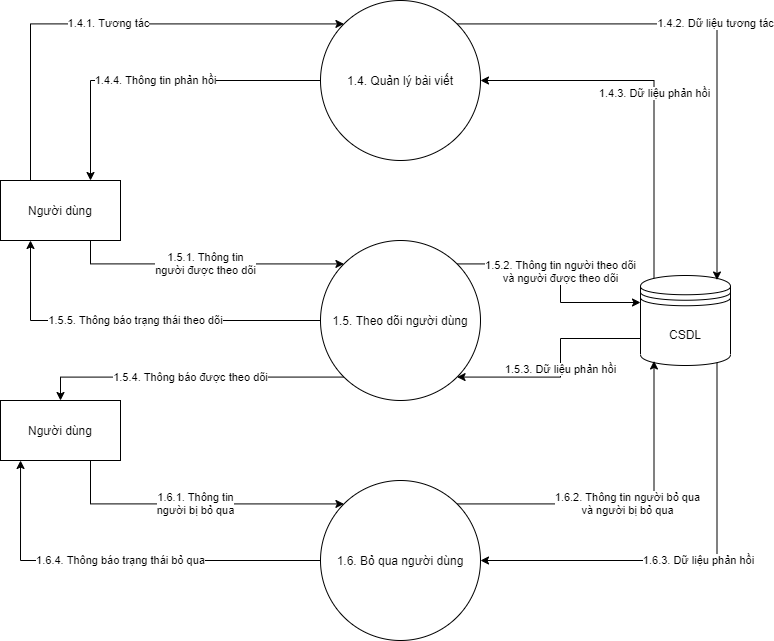 1.4.1. Tương tác
1.4.2. Dữ liệu tương tác
1.4.4. Thông tin phản hồi
1.4. Quản lý bài viết
1.4.3. Dữ liệu phản hồi
Người dùng
1.5.1. Thông tin
người được theo dõi
1.5.2. Thông tin người theo dõi
và người được theo dõi
1.5.5. Thông báo trạng thái theo dõi
1.5. Theo dõi người dùng
CSDL
1.5.4. Thông báo được theo dõi
1.5.3. Dữ liệu phản hồi
Người dùng
1.6.1. Thông tin
người bị bỏ qua
1.6.2. Thông tin người bỏ qua
và người bị bỏ qua
1.6.4. Thông báo trạng thái bỏ qua
1.6. Bỏ qua người dùng
1.6.3. Dữ liệu phản hồi